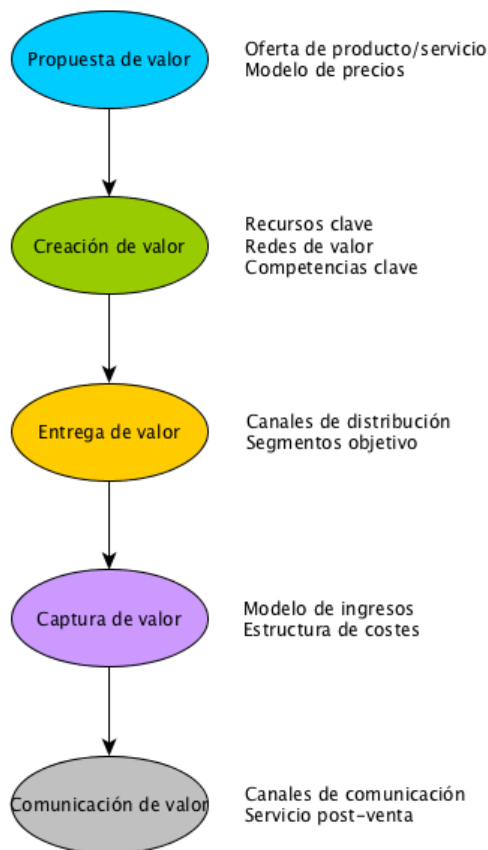 Propuesta de valor
Oferta de producto/servicio
Modelo de precios
Creación de valor
Recursos clave
Redes de valor
Competencias clave
Entrega de valor
Canales de distribución
Segmentos objetivo
Captura de valor
Modelo de ingresos
Estructura de costes
Comunicación de valor
Canales de comunicación
Servicio post-venta